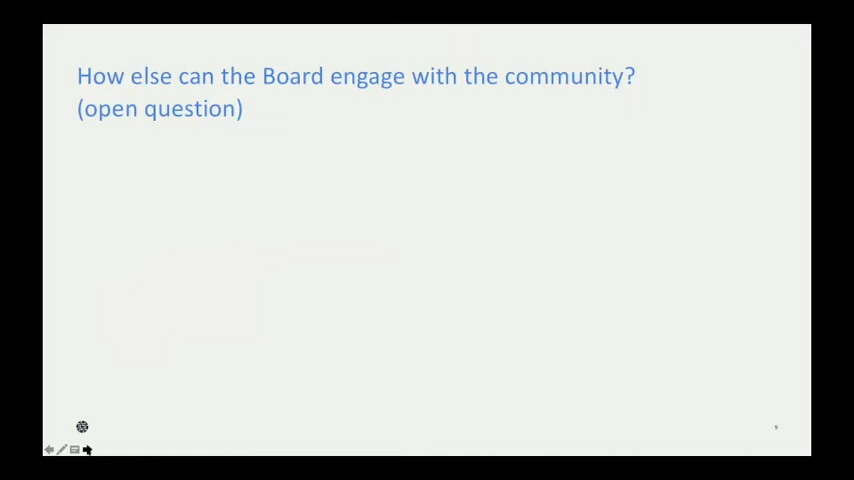 How else can the Board engage with the community?
(open question)